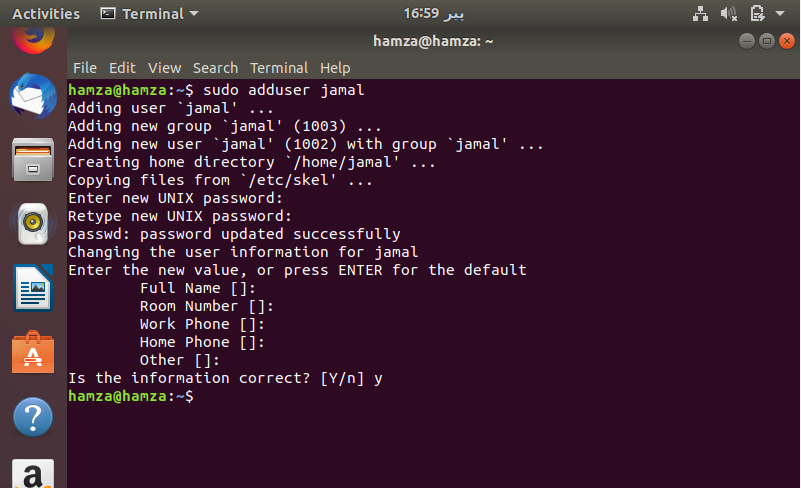 Activities Terminal 16:59 پیر
hamza@hamza: ~
File Edit View Search Terminal Help
hamza@hamza:~$ sudo adduser jamal
Adding user `jamal' ...
Adding new group `jamal' (1003) ...
Adding new user `jamal' (1002) with group `jamal' ...
Creating home directory `/home/jamal' ...
Copying files from `/etc/skel' ...
Enter new UNIX password:
Retype new UNIX password:
passwd: password updated successfully
Changing the user information for jamal
Enter the new value, or press ENTER for the default
Full Name []:
Room Number []:
Work Phone []:
Home Phone []:
Other []:
Is the information correct? [Y/n] y
hamza@hamza:~$
A
?
a